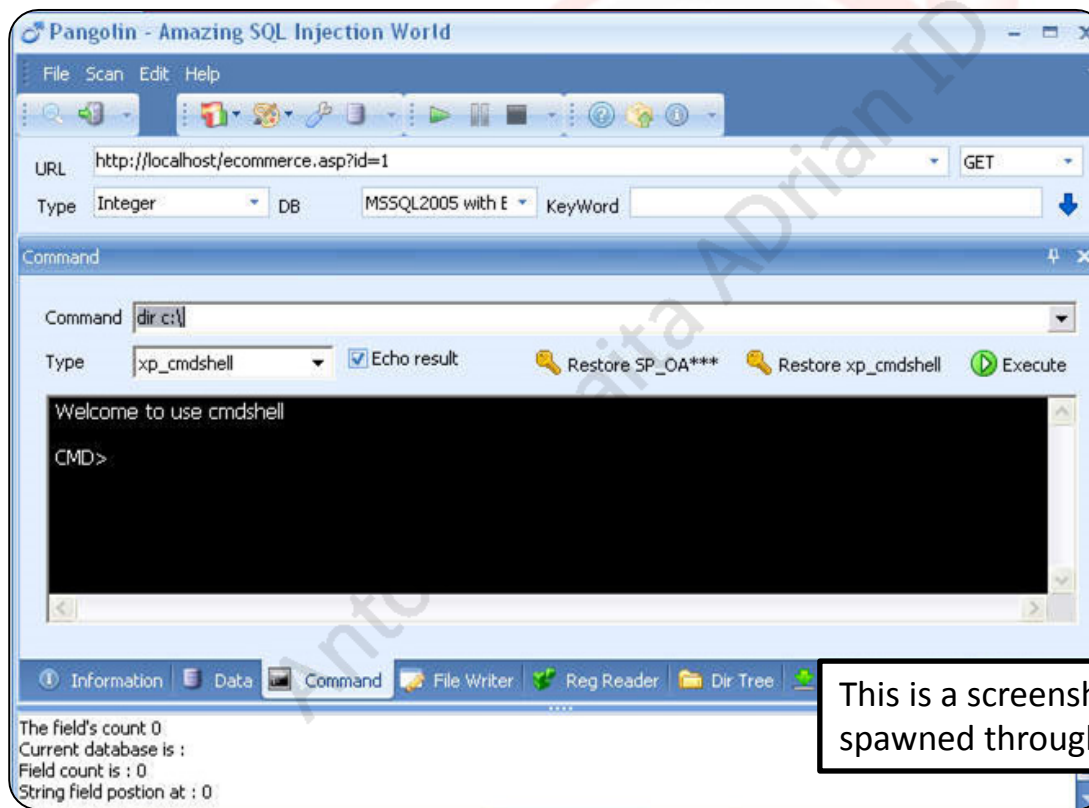 Pangolin - Amazing SQL Injection World
File Scan Edit Help
URL http://localhost/ecommerce.asp?id=1 GET
Type Integer DB MSSQL2005 with E KeyWord
Command
Command dir c:\
Type xp_cmdshell Echo result Restore SP_OA*** Restore xp_cmdshell Execute
Welcome to use cmdshell
CMD>
Information Data Command File Writer Reg Reader Dir Tree
The field's count 0
Current database is :
Field count is : 0
String field postion at : 0
This is a screensh
spawned through
ADrian ID